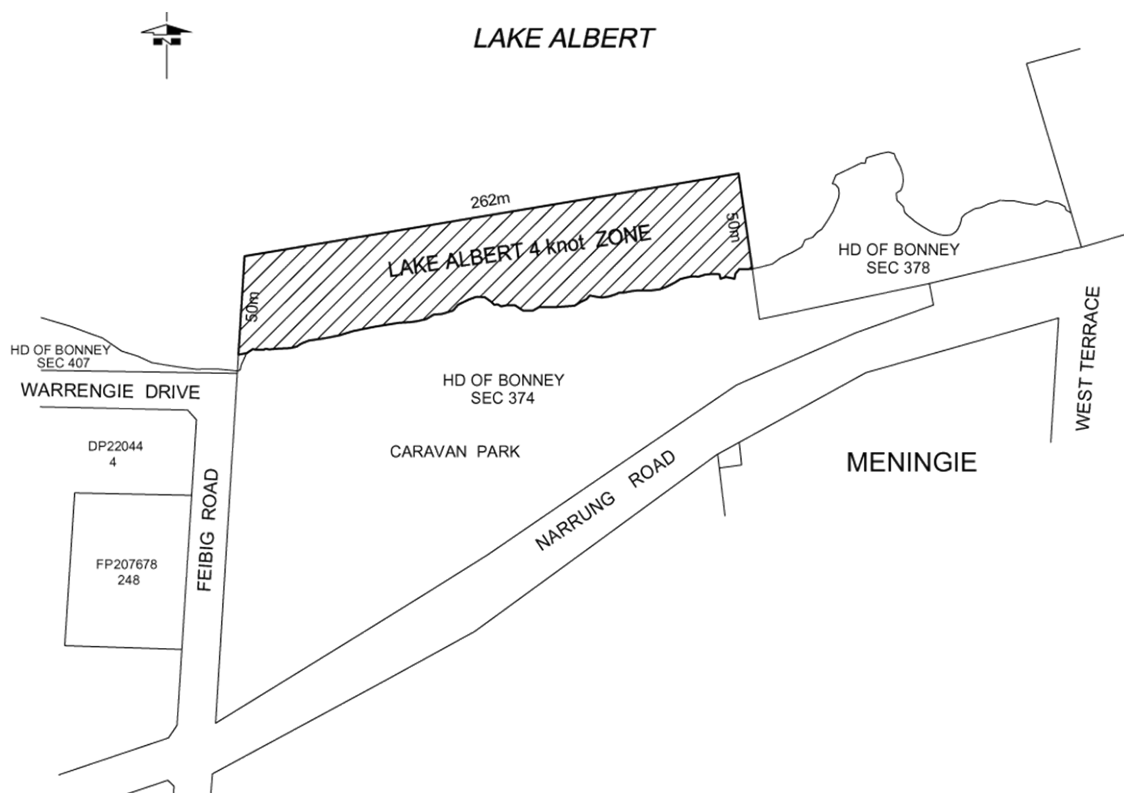 LAKE ALBERT
N
262m
LAKE ALBERT 4 knot ZONE
50m
50m
HD OF BONNEY
SEC 378
HD OF BONNEY
SEC 407
WARRENGIE DRIVE
HD OF BONNEY
SEC 374
WEST TERRACE
DP22044
4
CARAVAN PARK
MENINGIE
NARRUNG ROAD
FEIBIG ROAD
FP207678
248